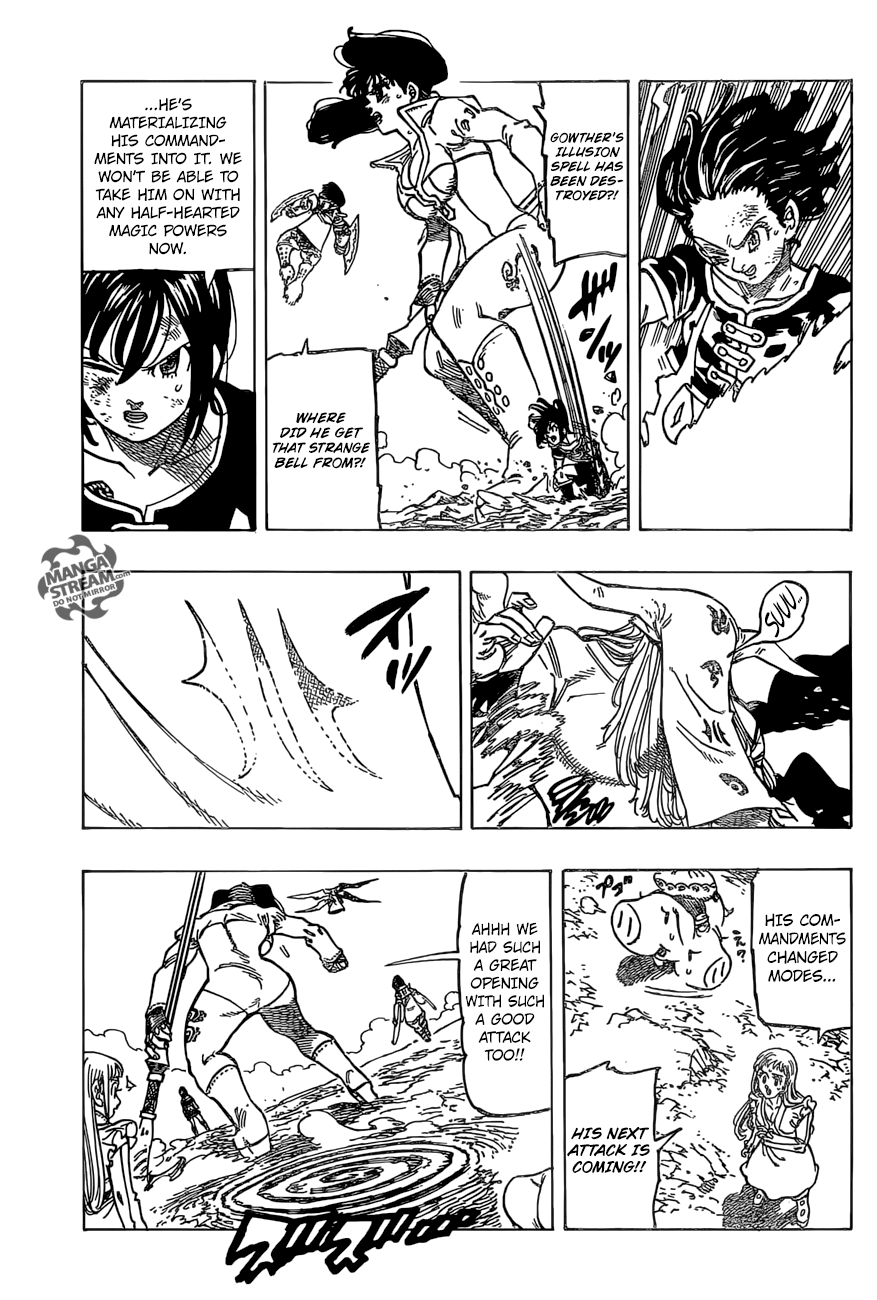 GOWTHER'S
ILLUSION
SPELL HAS
BEEN DES-
TROYED?!
WHERE
DID HE GET
THAT STRANGE
BELL FROM?!
...HE'S
MATERIALIZING
HIS COMMAND-
MENTS INTO IT. WE
WON'T BE ABLE TO
TAKE HIM ON WITH
ANY HALF-HEARTED
MAGIC POWERS
NOW.
MANGA
STREAM.com
DO NOT MIRROR
SUUU...
HIS COM-
MANDMENTS
CHANGED
MODES...
HIS NEXT
ATTACK IS
COMING!!
AHHH WE
HAD SUCH
A GREAT
OPENING
WITH SUCH
A GOOD
ATTACK
TOO!!